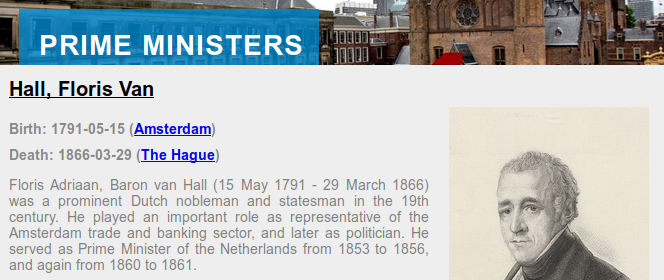 PRIME MINISTERS
Hall, Floris Van
Birth: 1791-05-15 (Amsterdam)
Death: 1866-03-29 (The Hague)
Floris Adriaan, Baron van Hall (15 May 1791 - 29 March 1866)
was a prominent Dutch nobleman and statesman in the 19th
century. He played an important role as representative of the
Amsterdam trade and banking sector, and later as politician. He
served as Prime Minister of the Netherlands from 1853 to 1856,
and again from 1860 to 1861.